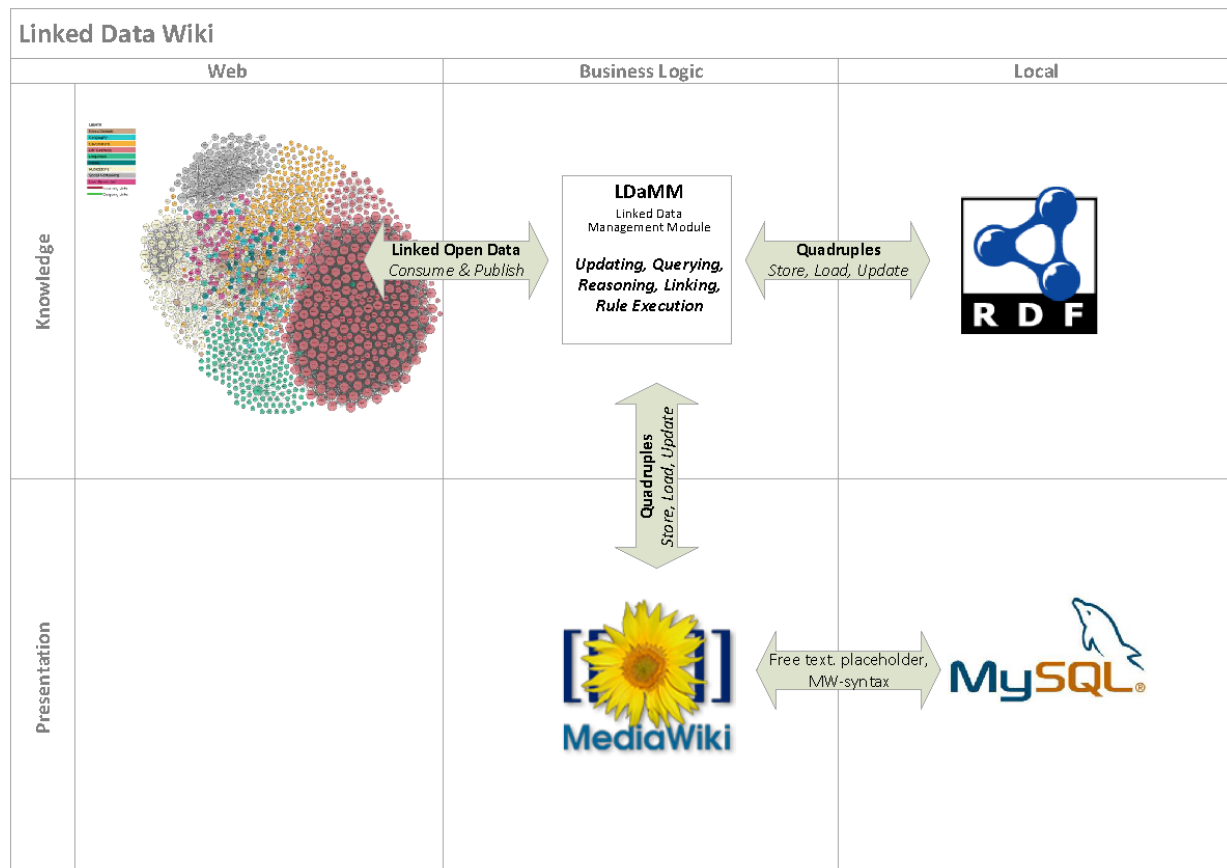 Linked Data Wiki
Web
Business Logic
Local
Knowledge
LDaMM
Linked Data
Management Module
Updating, Querying,
Reasoning, Linking,
Rule Execution
Linked Open Data
Consume & Publish
Quadruples
Store, Load, Update
RDF
Quadruples
Store, Load, Update
Presentation
[[ ]]
MediaWiki
Free text. placeholder,
MW-syntax
MySQL®